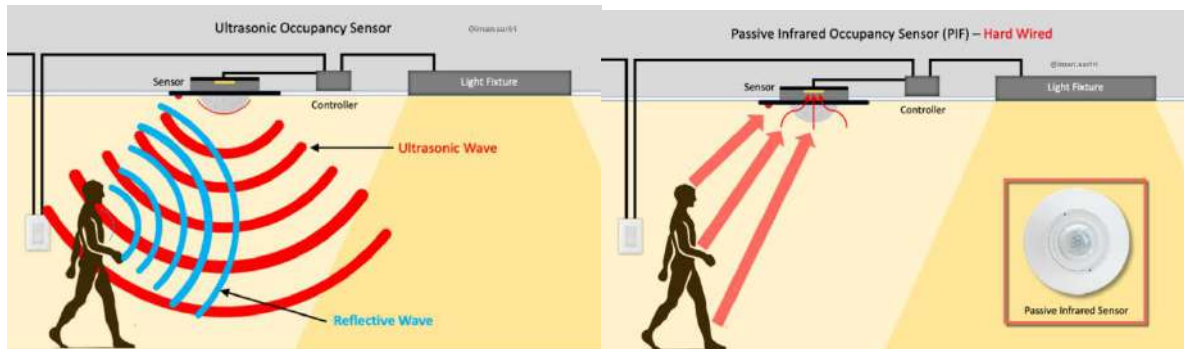 Ultrasonic Occupancy Sensor
Sensor
Controller
Light Fixture
Ultrasonic Wave
Reflective Wave
Passive Infrared Occupancy Sensor (PIF) – Hard Wired
Sensor
Controller
Light Fixture
Passive Infrared Sensor